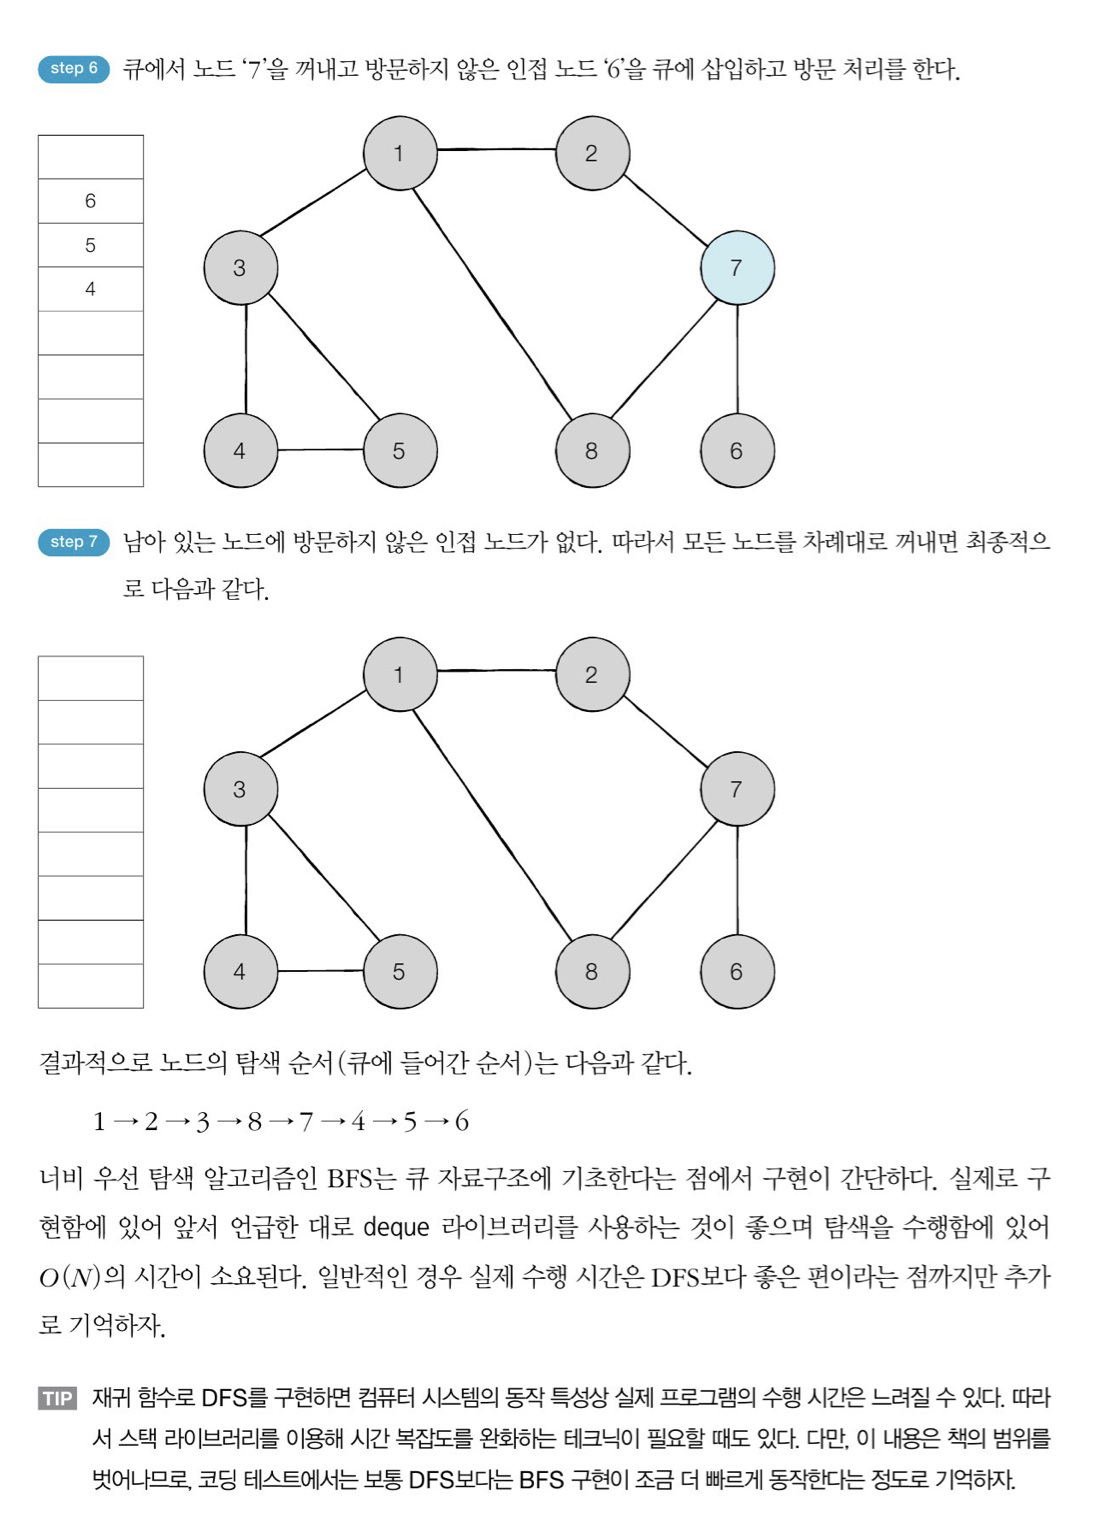 step 6 큐에서 노드 ‘7’을 꺼내고 방문하지 않은 인접 노드 ‘6’을 큐에 삽입하고 방문 처리를 한다.
6
5
4
1
2
3
7
4
5
8
6
step 7 남아 있는 노드에 방문하지 않은 인접 노드가 없다. 따라서 모든 노드를 차례대로 꺼내면 최종적으
로 다음과 같다.
1
2
3
7
4
5
8
6
결과적으로 노드의 탐색 순서(큐에 들어간 순서)는 다음과 같다.
1 → 2 → 3 → 8 → 7 → 4 → 5 → 6
너비 우선 탐색 알고리즘인 BFS는 큐 자료구조에 기초한다는 점에서 구현이 간단하다. 실제로 구
현함에 있어 앞서 언급한 대로 deque 라이브러리를 사용하는 것이 좋으며 탐색을 수행함에 있어
O(N)의 시간이 소요된다. 일반적인 경우 실제 수행 시간은 DFS보다 좋은 편이라는 점까지만 추가
로 기억하자.
TIP 재귀 함수로 DFS를 구현하면 컴퓨터 시스템의 동작 특성상 실제 프로그램의 수행 시간은 느려질 수 있다. 따라
서 스택 라이브러리를 이용해 시간 복잡도를 완화하는 테크닉이 필요할 때도 있다. 다만, 이 내용은 책의 범위를
벗어나므로, 코딩 테스트에서는 보통 DFS보다는 BFS 구현이 조금 더 빠르게 동작한다는 정도로 기억하자.